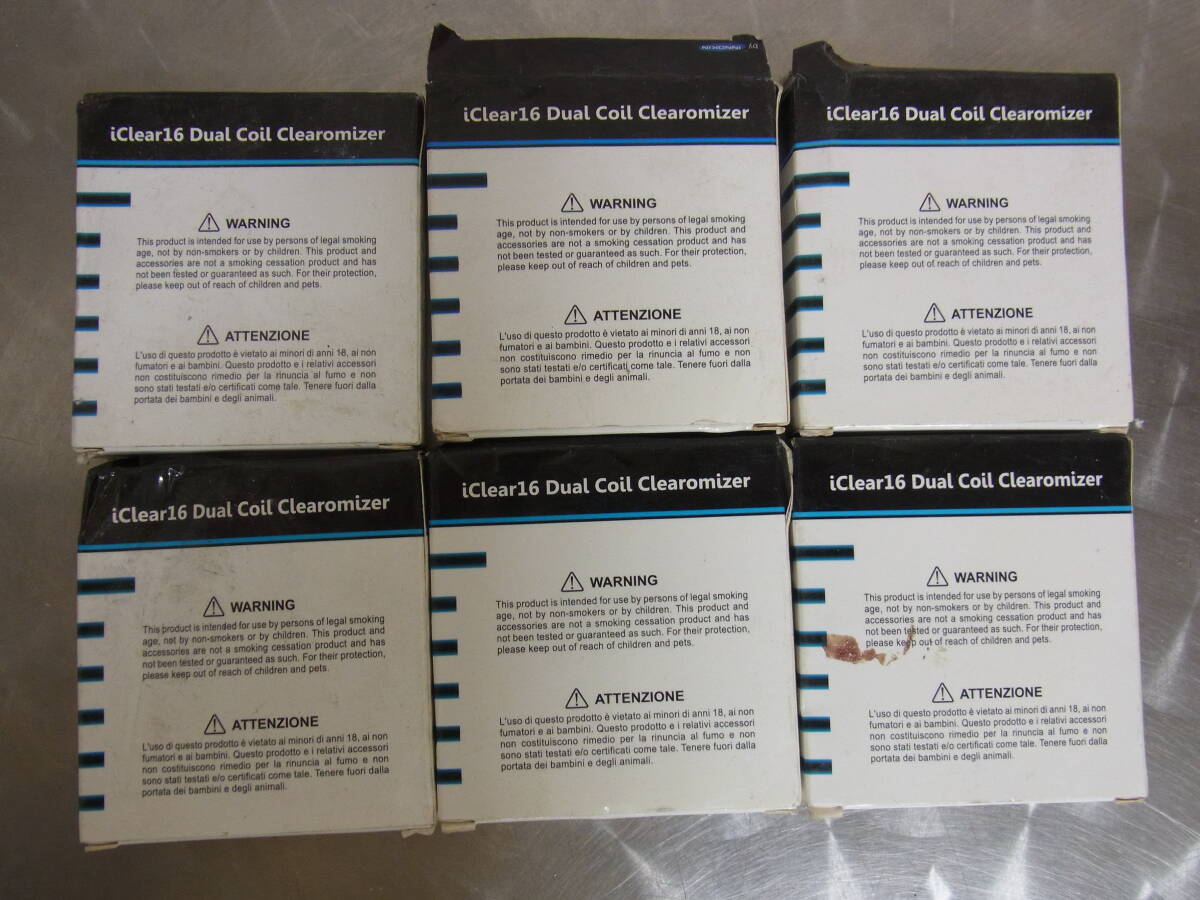 iClear16 Dual Coil Clearomizer
WARNING
This product is intended for use by persons of legal smoking
age, not by non-smokers or by children. This product and
accessories are not a smoking cessation product and has
not been tested or guaranteed as such. For their protection,
please keep out of reach of children and pets.
ATTENZIONE
L'uso di questo prodotto è vietato ai minori di anni 18, ai non
fumatori e ai bambini. Questo prodotto e i relativi accessori
non costituiscono rimedio per la rinuncia al fumo e non
sono stati testati e/o certificati come tale. Tenere fuori dalla
portata dei bambini e degli animali.
by INNOKIN
iClear16 Dual Coil Clearomizer
WARNING
This product is intended for use by persons of legal smoking
age, not by non-smokers or by children. This product and
accessories are not a smoking cessation product and has
not been tested or guaranteed as such. For their protection,
please keep out of reach of children and pets.
ATTENZIONE
L'uso di questo prodotto è vietato ai minori di anni 18, ai non
fumatori e ai bambini. Questo prodotto e i relativi accessori
non costituiscono rimedio per la rinuncia al fumo e non
sono stati testati e/o certificati come tale. Tenere fuori dalla
portata dei bambini e degli animali.
iClear16 Dual Coil Clearomizer
WARNING
This product is intended for use by persons of legal smoking
age, not by non-smokers or by children. This product and
accessories are not a smoking cessation product and has
not been tested or guaranteed as such. For their protection,
please keep out of reach of children and pets.
ATTENZIONE
L'uso di questo prodotto è vietato ai minori di anni 18, ai non
fumatori e ai bambini. Questo prodotto e i relativi accessori
non costituiscono rimedio per la rinuncia al fumo e non
sono stati testati e/o certificati come tale. Tenere fuori dalla
portata dei bambini e degli animali.
iClear16 Dual Coil Clearomizer
WARNING
This product is intended for use by persons of legal smoking
age, not by non-smokers or by children. This product and
accessories are not a smoking cessation product and has
not been tested or guaranteed as such. For their protection,
please keep out of reach of children and pets.
ATTENZIONE
L'uso di questo prodotto è vietato ai minori di anni 18, ai non
fumatori e ai bambini. Questo prodotto e i relativi accessori
non costituiscono rimedio per la rinuncia al fumo e non
sono stati testati e/o certificati come tale. Tenere fuori dalla
portata dei bambini e degli animali.
iClear16 Dual Coil Clearomizer
WARNING
This product is intended for use by persons of legal smoking
age, not by non-smokers or by children. This product and
accessories are not a smoking cessation product and has
not been tested or guaranteed as such. For their protection,
please keep out of reach of children and pets.
ATTENZIONE
L'uso di questo prodotto è vietato ai minori di anni 18, ai non
fumatori e ai bambini. Questo prodotto e i relativi accessori
non costituiscono rimedio per la rinuncia al fumo e non
sono stati testati e/o certificati come tale. Tenere fuori dalla
portata dei bambini e degli animali.
iClear16 Dual Coil Clearomizer
WARNING
This product is intended for use by persons of legal smoking
age, not by non-smokers or by children. This product and
accessories are not a smoking cessation product and has
not been tested or guaranteed as such. For their protection,
please keep out of reach of children and pets.
ATTENZIONE
L'uso di questo prodotto è vietato ai minori di anni 18, ai non
fumatori e ai bambini. Questo prodotto e i relativi accessori
non costituiscono rimedio per la rinuncia al fumo e non
sono stati testati e/o certificati come tale. Tenere fuori dalla
portata dei bambini e degli animali.